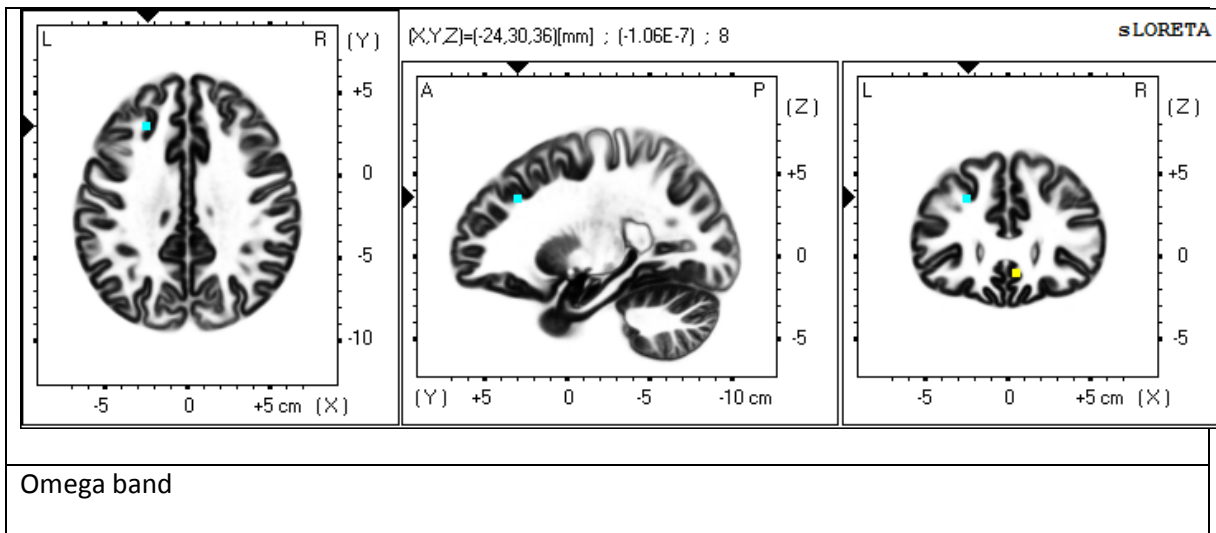 L R (Y)
+5
0
-5
-10
-5 0 +5 cm (X)
(X,Y,Z)=(-24,30,36)[mm] ; (-1.06E-7) ; 8
sLORETA
A P (Z)
+5
0
-5
(Y) +5 0 -5 -10 cm
L R (Z)
+5
0
-5
-5 0 +5 cm (X)
Omega band